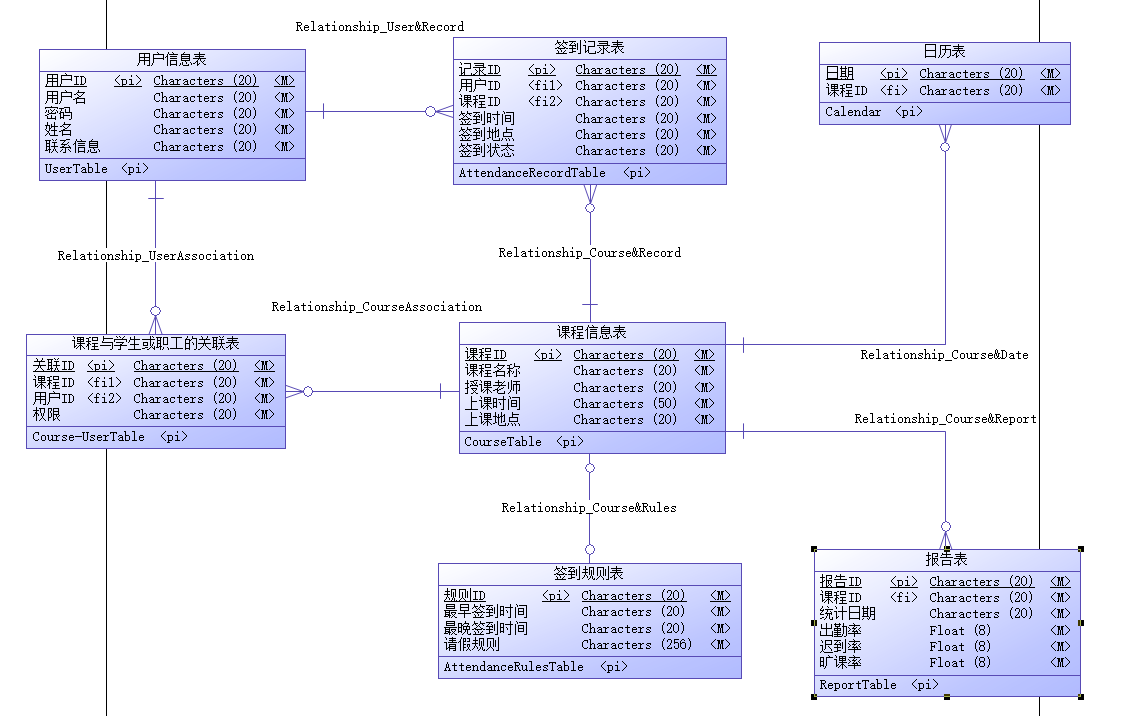 Relationship_User&Record
用户信息表
用户ID <pi> Characters (20) <M>
用户名 Characters (20) <M>
密码 Characters (20) <M>
姓名 Characters (20) <M>
联系信息 Characters (20) <M>
UserTable <pi>
签到记录表
记录ID <pi> Characters (20) <M>
用户ID <fi1> Characters (20) <M>
课程ID <fi2> Characters (20) <M>
签到时间 Characters (20) <M>
签到地点 Characters (20) <M>
签到状态 Characters (20) <M>
AttendanceRecordTable <pi>
日历表
日期 <pi> Characters (20) <M>
课程ID <fi> Characters (20) <M>
Calendar <pi>
Relationship_UserAssociation
Relationship_Course&Record
Relationship_CourseAssociation
课程与学生或职工的关联表
关联ID <pi> Characters (20) <M>
课程ID <fi1> Characters (20) <M>
用户ID <fi2> Characters (20) <M>
权限 Characters (20) <M>
Course-UserTable <pi>
课程信息表
课程ID <pi> Characters (20) <M>
课程名称 Characters (20) <M>
授课老师 Characters (20) <M>
上课时间 Characters (50) <M>
上课地点 Characters (20) <M>
CourseTable <pi>
Relationship_Course&Date
Relationship_Course&Report
Relationship_Course&Rules
签到规则表
规则ID <pi> Characters (20) <M>
最早签到时间 Characters (20) <M>
最晚签到时间 Characters (20) <M>
请假规则 Characters (256) <M>
AttendanceRulesTable <pi>
报告表
报告ID <pi> Characters (20) <M>
课程ID <fi> Characters (20) <M>
统计日期 Characters (20) <M>
出勤率 Float (8) <M>
迟到率 Float (8) <M>
旷课率 Float (8) <M>
ReportTable <pi>